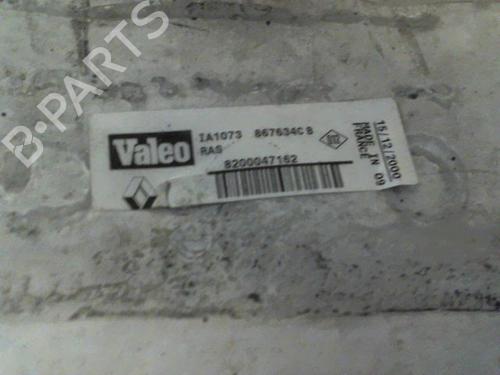 B-PARTS
Valeo
IA1073 867634C B
RAS
8200047162
15/12/2000
MADE IN
FRANCE
09